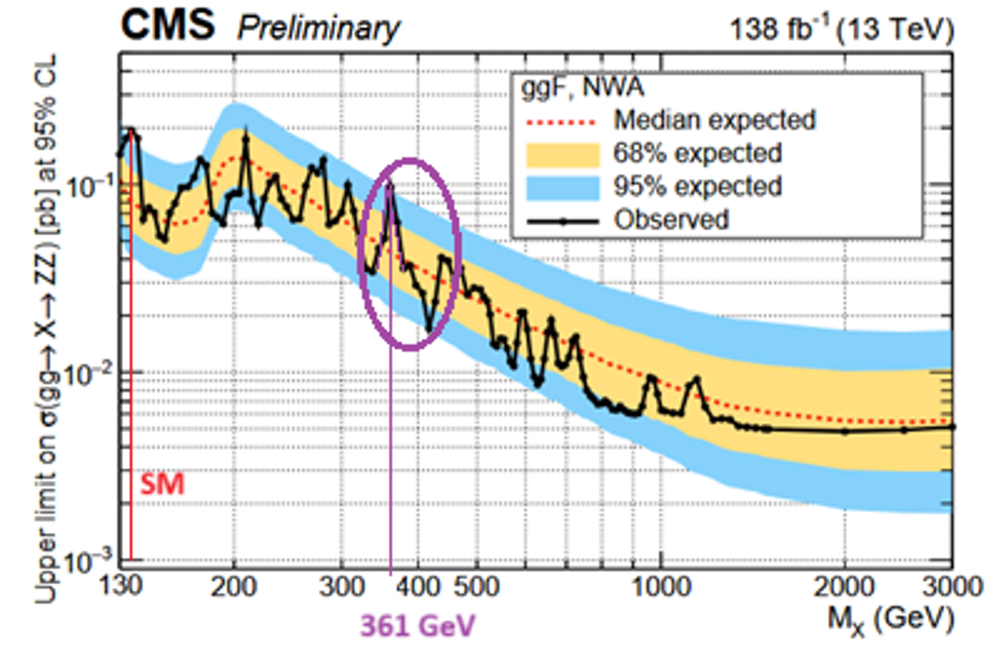 CMS Preliminary 138 fb⁻¹ (13 TeV)
Upper limit on σ(gg→ X→ ZZ) [pb] at 95% CL
ggF, NWA
Median expected
68% expected
95% expected
Observed
10⁻¹
10⁻²
10⁻³
SM
130 200 300 400 500 1000 2000 3000
361 GeV
M_X (GeV)